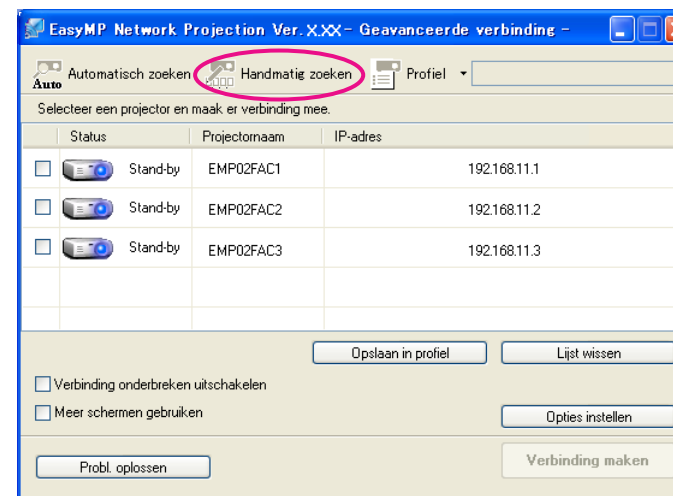 EasyMP Network Projection Ver. X.XX - Geavanceerde verbinding -
Auto Automatisch zoeken Handmatig zoeken Profiel
Selecteer een projector en maak er verbinding mee.
Status Projectornaam IP-adres
Stand-by EMP02FAC1 192.168.11.1
Stand-by EMP02FAC2 192.168.11.2
Stand-by EMP02FAC3 192.168.11.3
Opslaan in profiel Lijst wissen
Verbinding onderbreken uitschakelen
Meer schermen gebruiken
Opties instellen
Probl. oplossen Verbinding maken